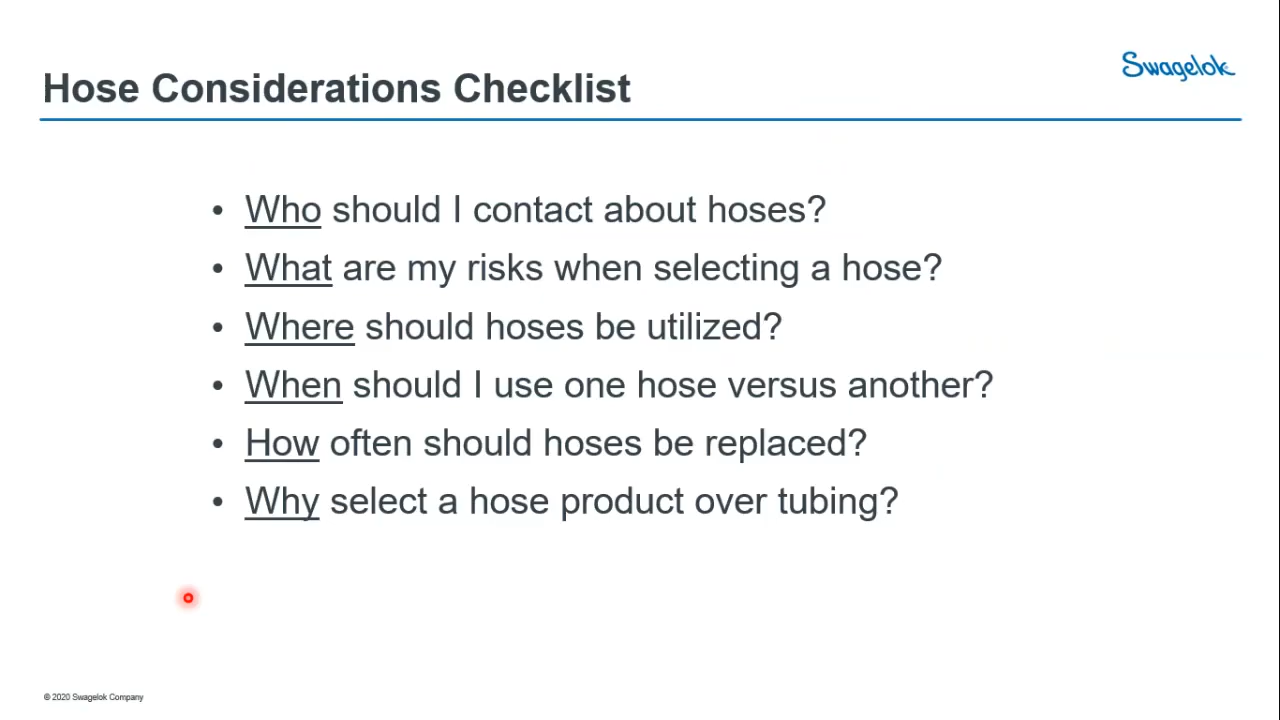 Hose Considerations Checklist
Swagelok
• Who should I contact about hoses?
• What are my risks when selecting a hose?
• Where should hoses be utilized?
• When should I use one hose versus another?
• How often should hoses be replaced?
• Why select a hose product over tubing?
© 2020 Swagelok Company